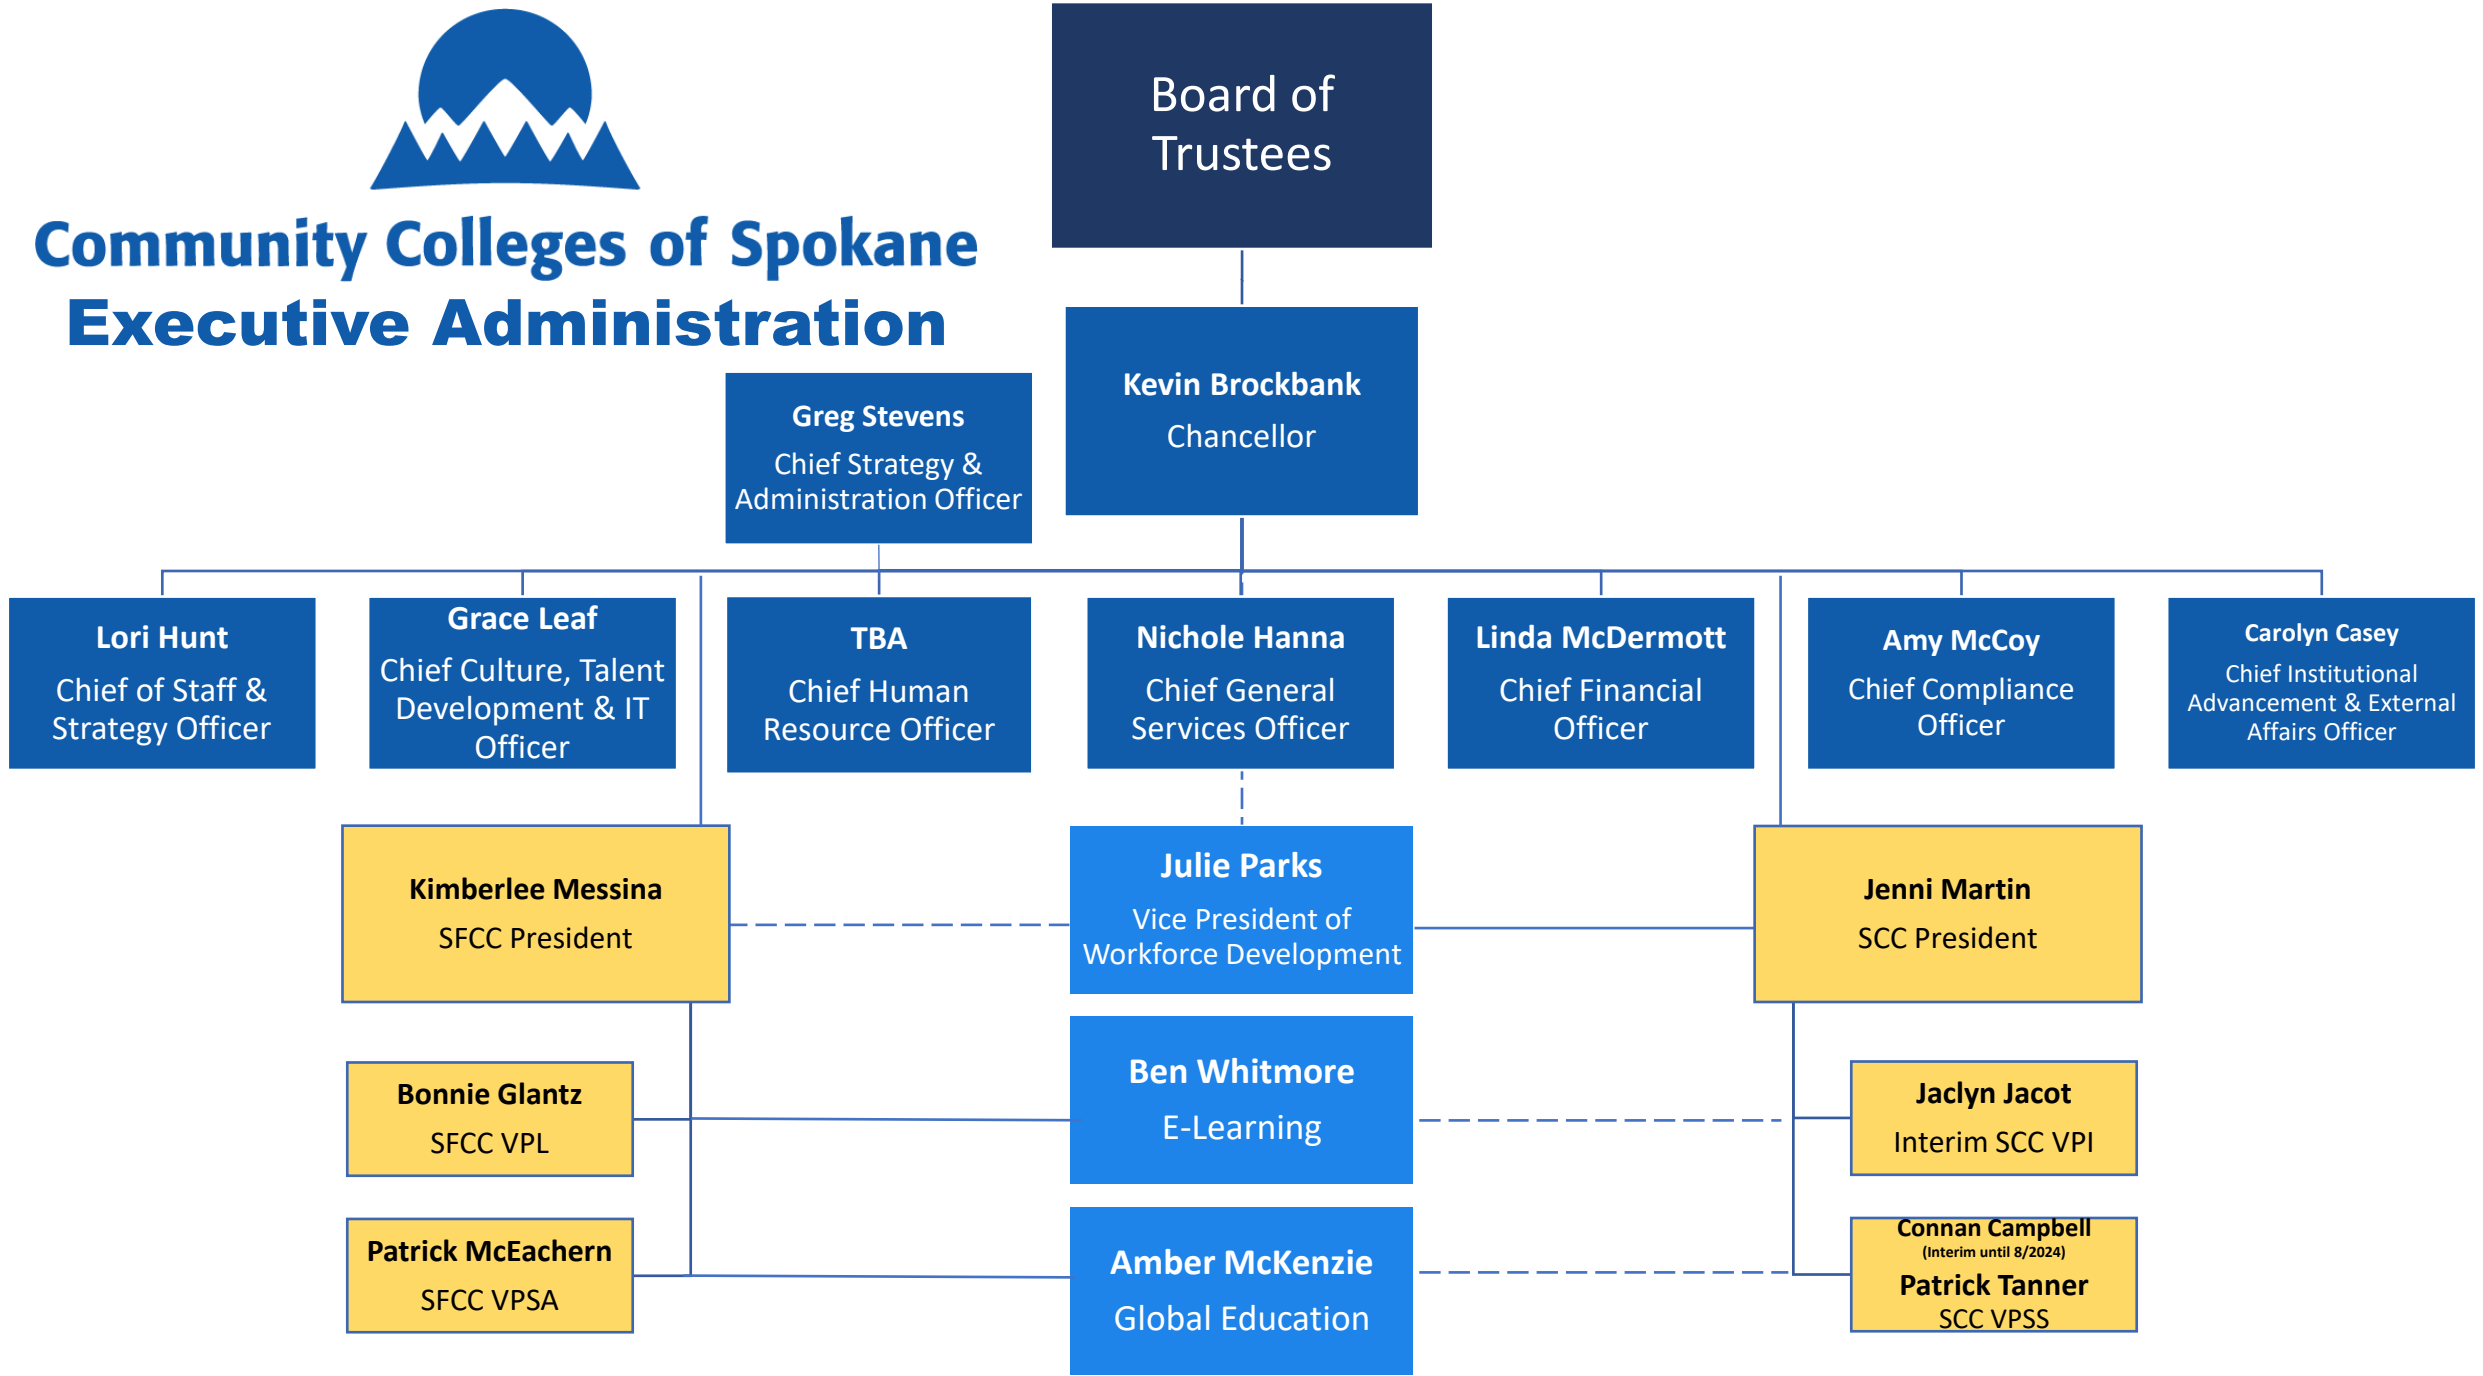 Community Colleges of Spokane
Executive Administration
Board of
Trustees
Kevin Brockbank
Chancellor
Greg Stevens
Chief Strategy &
Administration Officer
Lori Hunt
Chief of Staff &
Strategy Officer
Grace Leaf
Chief Culture, Talent
Development & IT
Officer
TBA
Chief Human
Resource Officer
Nichole Hanna
Chief General
Services Officer
Linda McDermott
Chief Financial
Officer
Amy McCoy
Chief Compliance
Officer
Carolyn Casey
Chief Institutional
Advancement & External
Affairs Officer
Kimberlee Messina
SFCC President
Julie Parks
Vice President of
Workforce Development
Jenni Martin
SCC President
Bonnie Glantz
SFCC VPL
Ben Whitmore
E-Learning
Jaclyn Jacot
Interim SCC VPI
Patrick McEachern
SFCC VPSA
Amber McKenzie
Global Education
Connan Campbell
(Interim until 8/2024)
Patrick Tanner
SCC VPSS